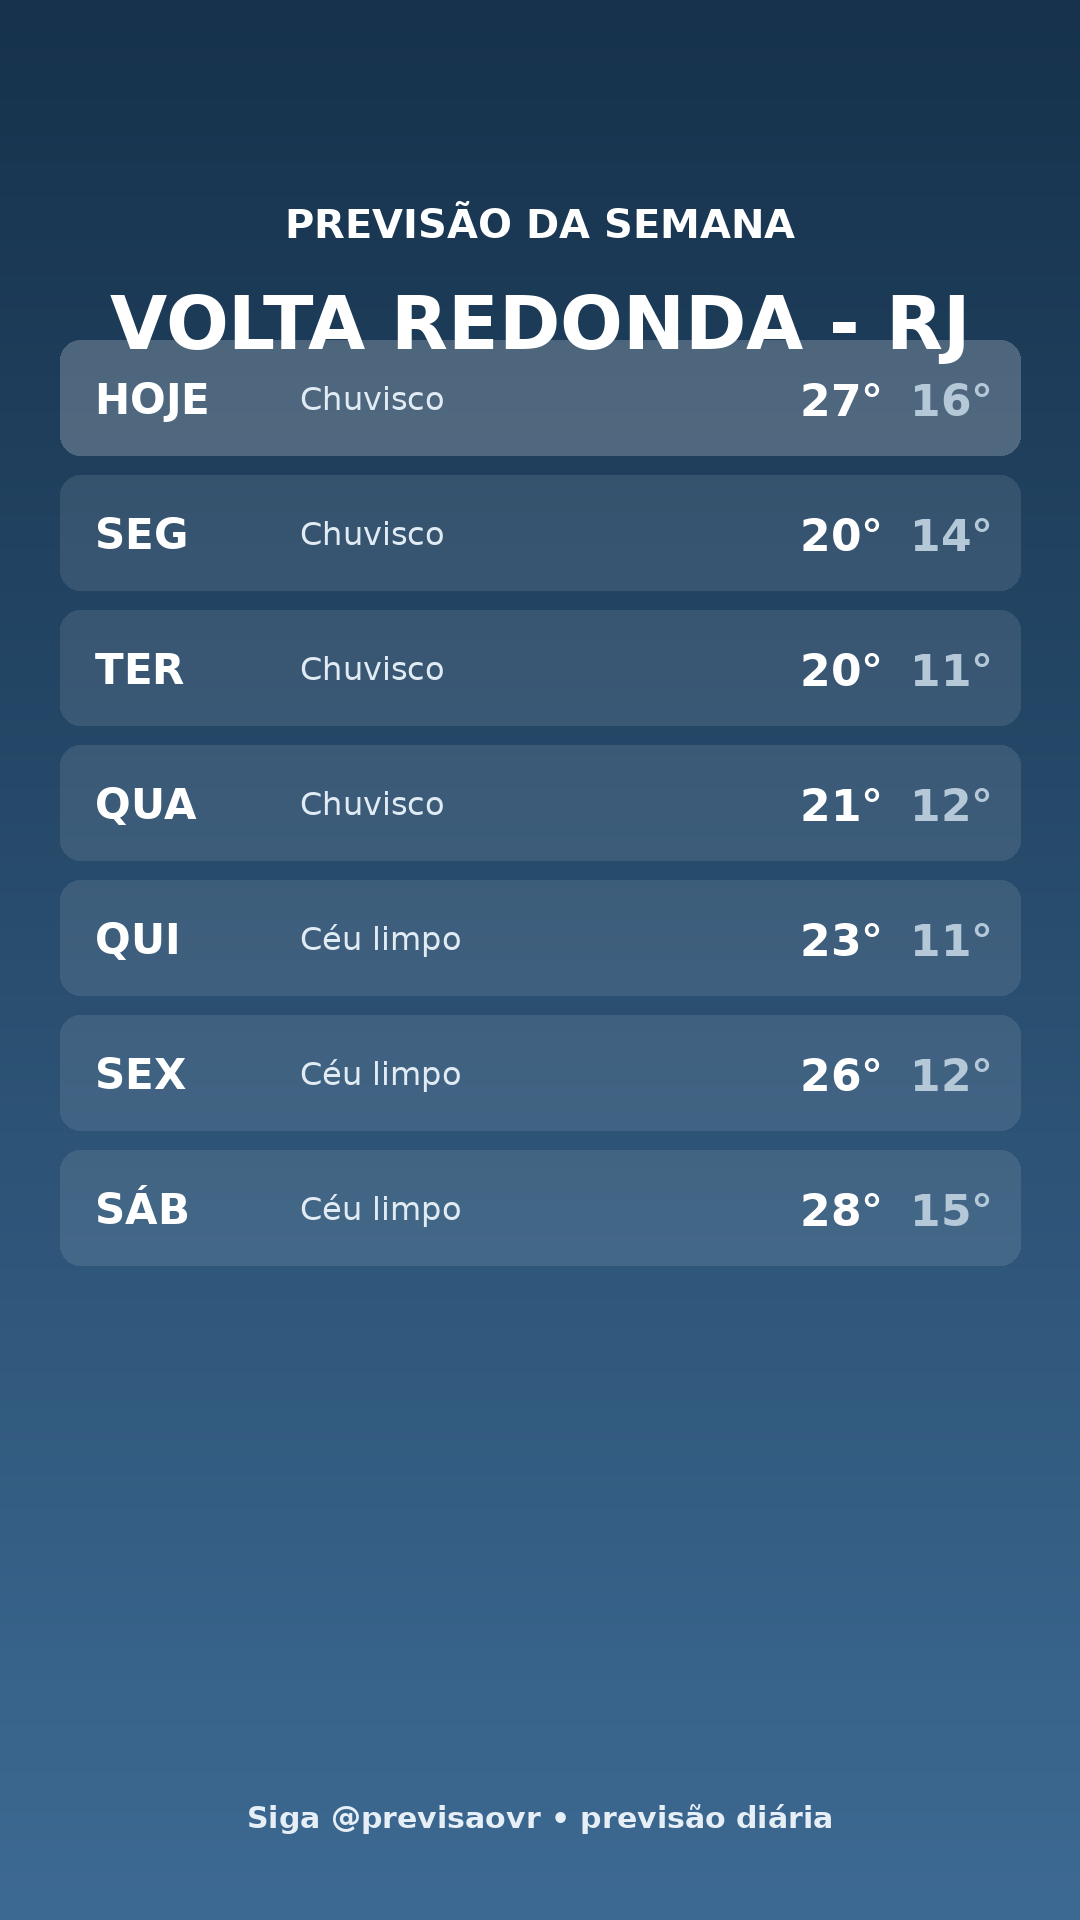 PREVISÃO DA SEMANA
VOLTA REDONDA - RJ
HOJE Chuvisco 27° 16°
SEG Chuvisco 20° 14°
TER Chuvisco 20° 11°
QUA Chuvisco 21° 12°
QUI Céu limpo 23° 11°
SEX Céu limpo 26° 12°
SÁB Céu limpo 28° 15°
Siga @previsaovr • previsão diária